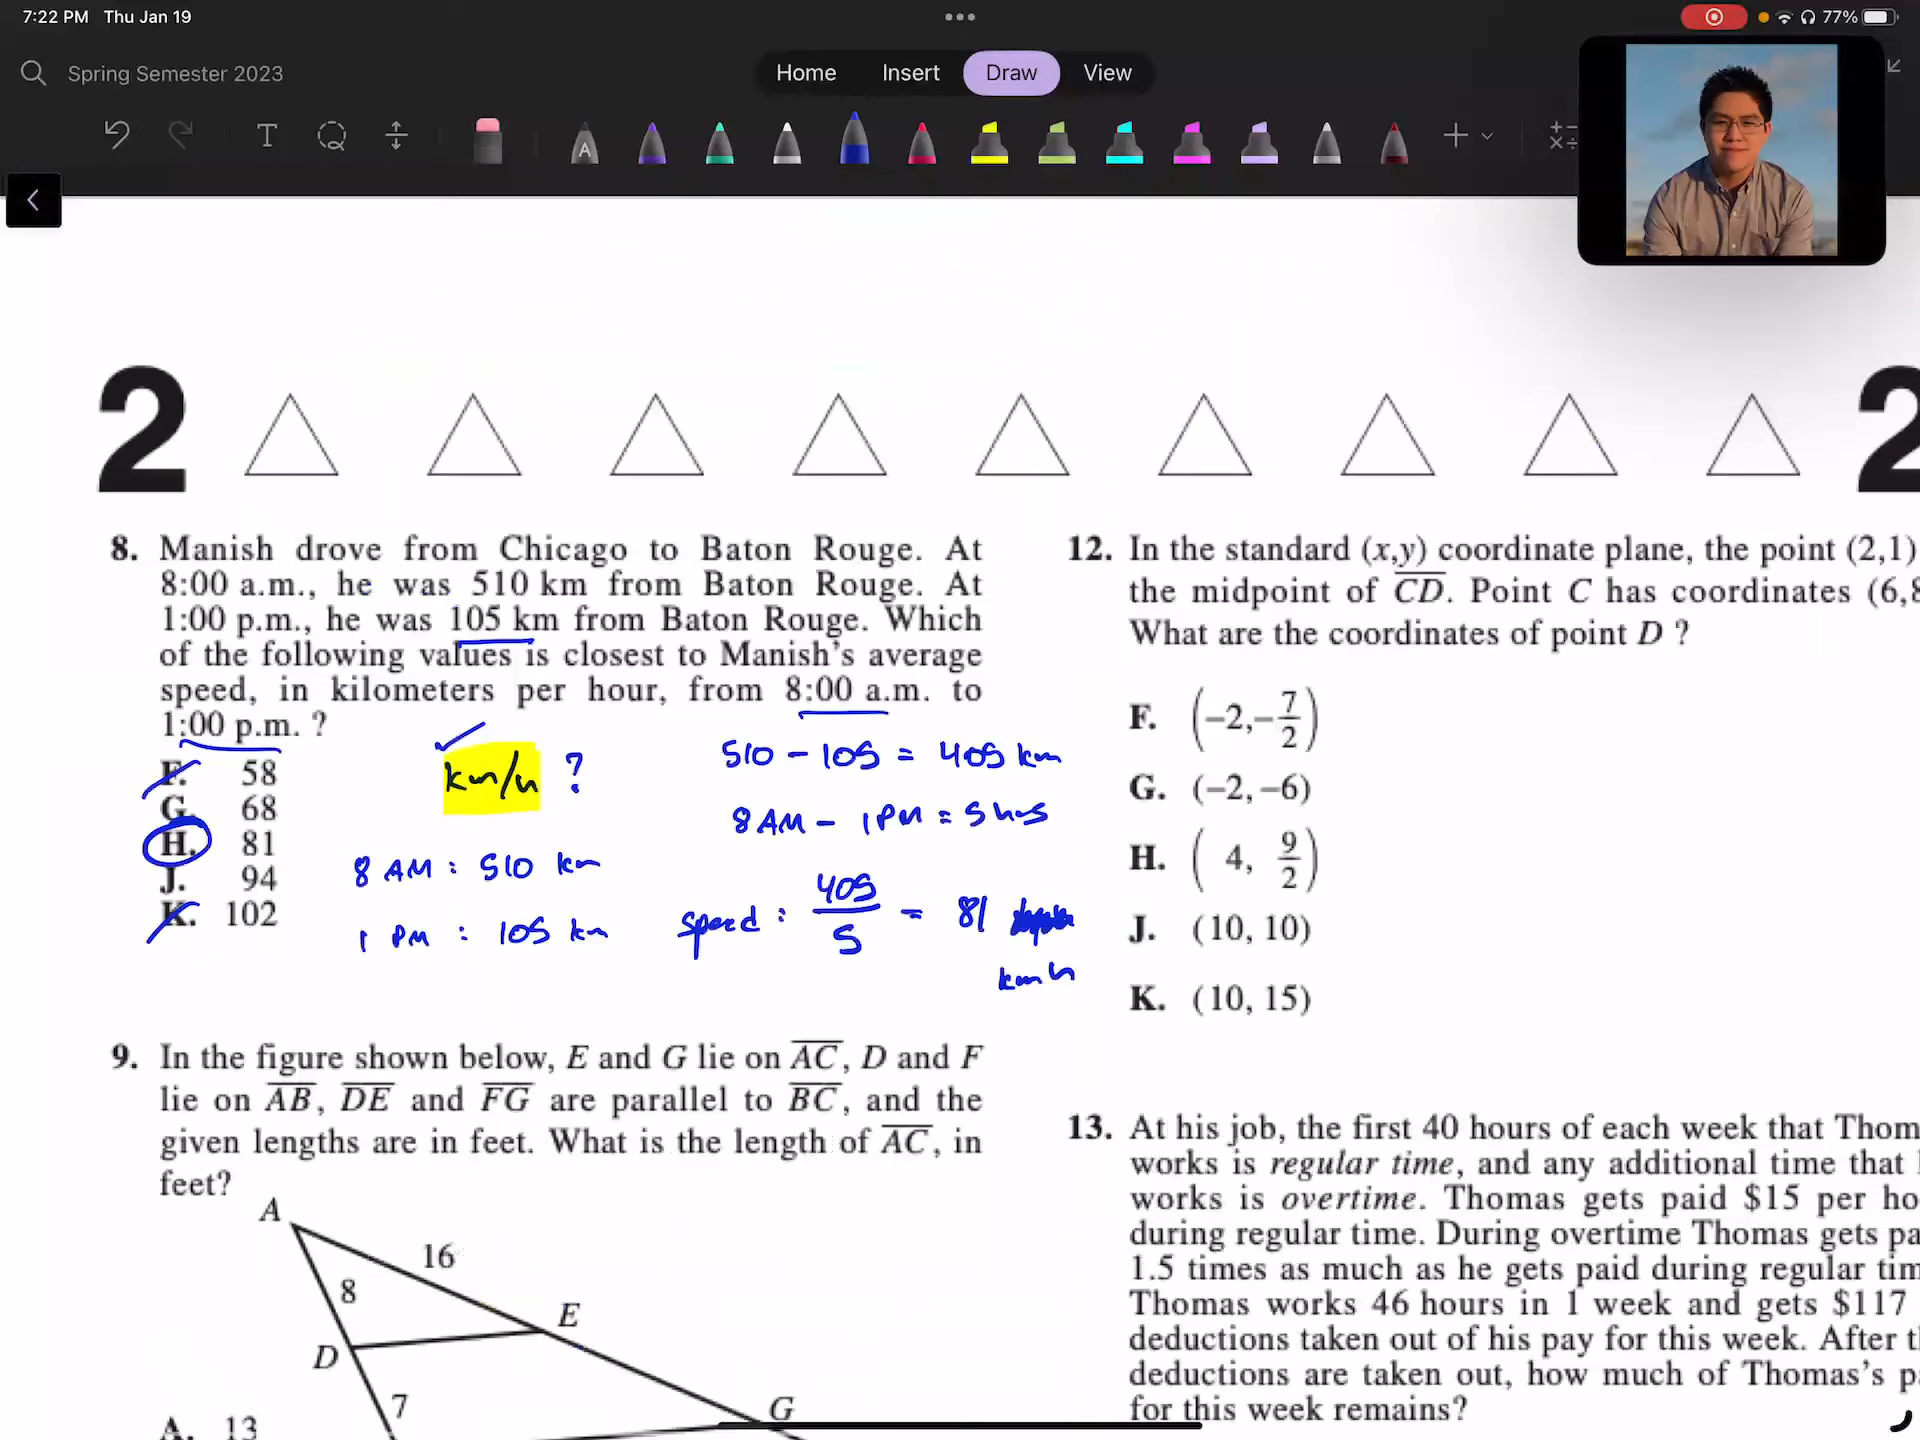 7:22 PM Thu Jan 19
77%
Spring Semester 2023
Home Insert Draw View
T
A
2 2
8. Manish drove from Chicago to Baton Rouge. At
8:00 a.m., he was 510 km from Baton Rouge. At
1:00 p.m., he was 105 km from Baton Rouge. Which
of the following values is closest to Manish's average
speed, in kilometers per hour, from 8:00 a.m. to
1:00 p.m. ?
F. 58
G. 68
H. 81
J. 94
K. 102
km/h ?
8 AM : 510 km
1 PM : 105 km
510 - 105 = 405 km
8 AM - 1 PM = 5 hrs
speed : 405/5 = 81
km h
9. In the figure shown below, E and G lie on AC, D and F
lie on AB, DE and FG are parallel to BC, and the
given lengths are in feet. What is the length of AC, in
feet?
A
16
8
E
D
7
G
A. 13
12. In the standard (x,y) coordinate plane, the point (2,1)
the midpoint of CD. Point C has coordinates (6,8
What are the coordinates of point D ?
F. (−2,−7/2)
G. (−2,−6)
H. ( 4, 9/2)
J. (10, 10)
K. (10, 15)
13. At his job, the first 40 hours of each week that Thom
works is regular time, and any additional time that
works is overtime. Thomas gets paid $15 per ho
during regular time. During overtime Thomas gets pa
1.5 times as much as he gets paid during regular tim
Thomas works 46 hours in 1 week and gets $117
deductions taken out of his pay for this week. After t
deductions are taken out, how much of Thomas's p
for this week remains?